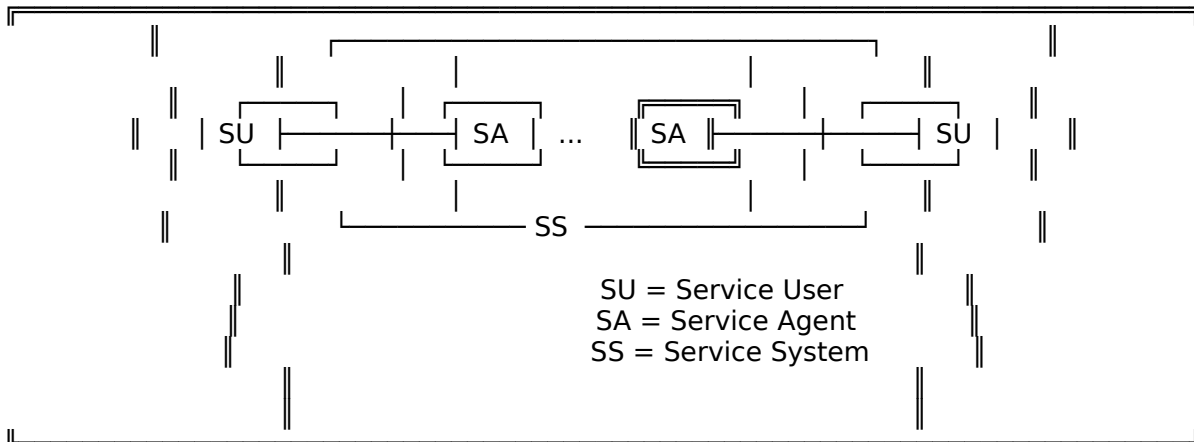 SU SA ... SA SU
SS
SU = Service User
SA = Service Agent
SS = Service System